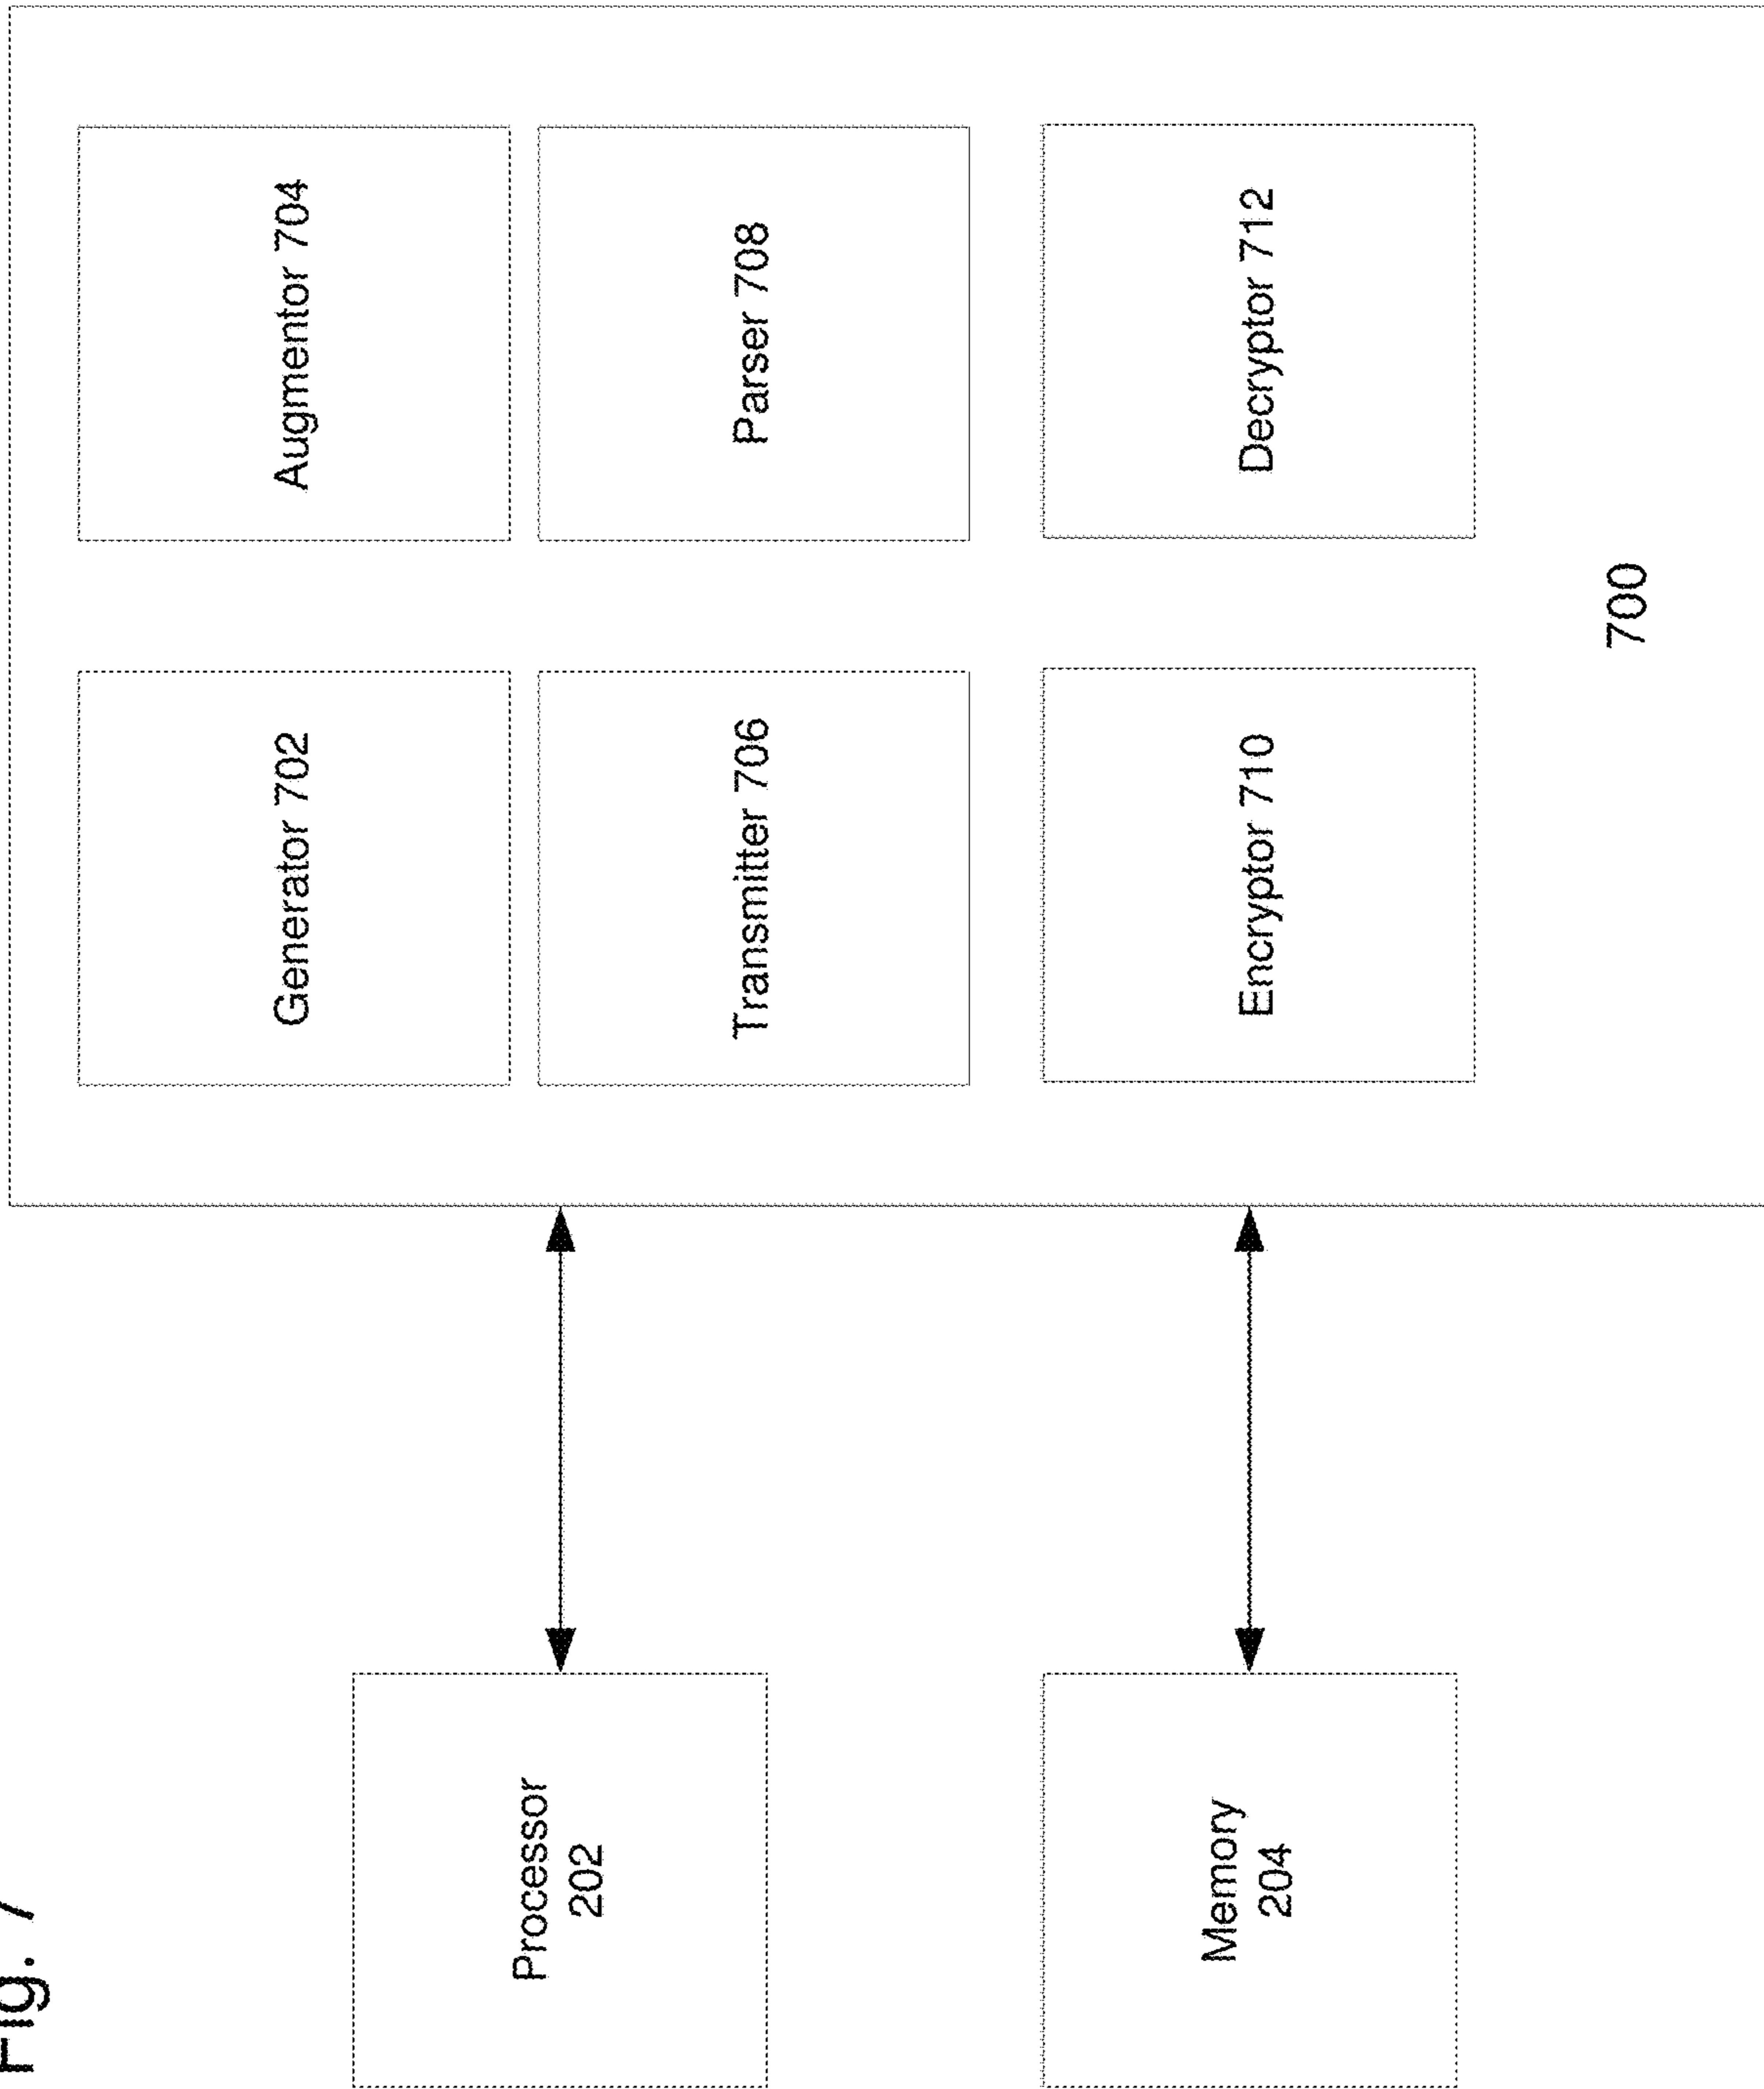 Fig. 7
Processor
202
Memory
204
Generator 702
Augmentor 704
Transmitter 706
Parser 708
Encryptor 710
Decryptor 712
700